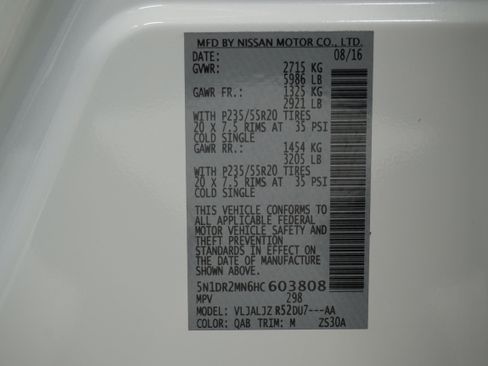 MFD BY NISSAN MOTOR CO., LTD.
DATE: 08/16
GVWR: 2715 KG
5986 LB
GAWR FR.: 1325 KG
2921 LB
WITH P235/55R20 TIRES
20 X 7.5 RIMS AT 35 PSI
COLD SINGLE
GAWR RR.: 1454 KG
3205 LB
WITH P235/55R20 TIRES
20 X 7.5 RIMS AT 35 PSI
COLD SINGLE
THIS VEHICLE CONFORMS TO
ALL APPLICABLE FEDERAL
MOTOR VEHICLE SAFETY AND
THEFT PREVENTION
STANDARDS IN EFFECT ON
THE DATE OF MANUFACTURE
SHOWN ABOVE.
5N1DR2MN6HC 603808
MPV 298
MODEL: VLJALJZ R52DU7---AA
COLOR: QAB TRIM: M ZS30A